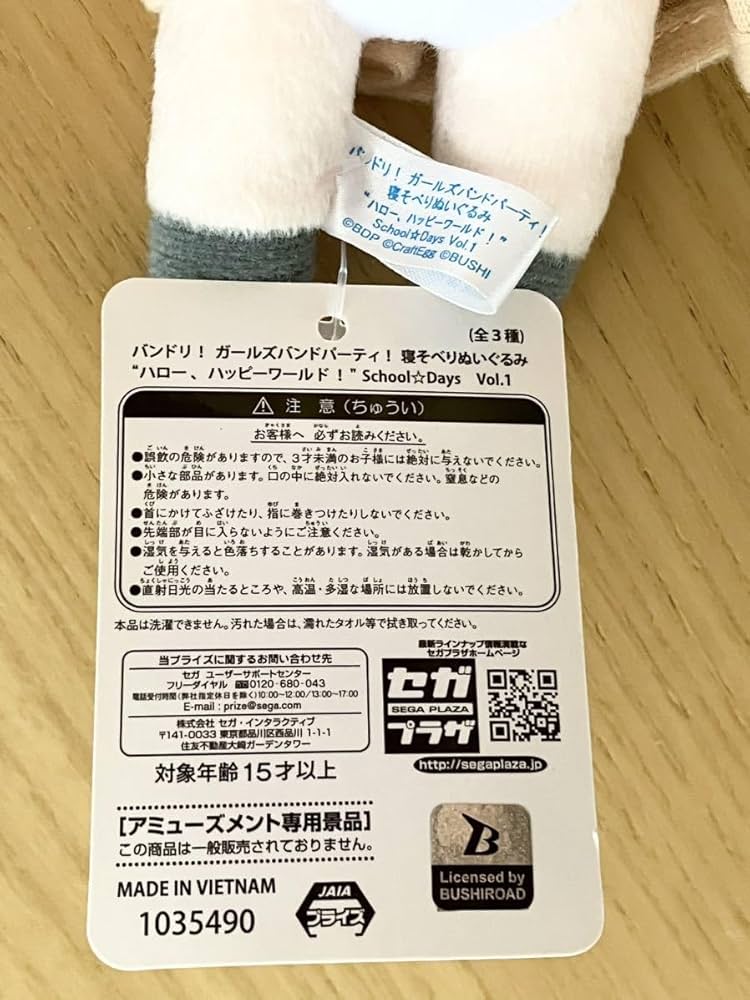 バンドリ! ガールズバンドパーティ!
寝そべりぬいぐるみ
"ハロー、ハッピーワールド!"
School☆Days Vol.1
©BDP ©CraftEgg ©BUSHI
(全3種)
バンドリ! ガールズバンドパーティ! 寝そべりぬいぐるみ
"ハロー、ハッピーワールド!" School☆Days Vol.1
⚠ 注意(ちゅうい)
お客様へ 必ずお読みください。
●誤飲の危険がありますので、3才未満のお子様には絶対に与えないでください。
●小さな部品があります。口の中に絶対入れないでください。窒息などの
危険があります。
●首にかけてふざけたり、指に巻きつけたりしないでください。
●先端部が目に入らないようにご注意ください。
●湿気を与えると色落ちすることがあります。湿気がある場合は乾かしてから
ご使用ください。
●直射日光の当たるところや、高温・多湿な場所には放置しないでください。
本品は洗濯できません。汚れた場合は、濡れたタオル等で拭き取ってください。
当プライズに関するお問い合わせ先
セガ ユーザーサポートセンター
フリーダイヤル 0120-680-043
電話受付時間(弊社指定休日を除く)10:00~12:00/13:00~17:00
E-mail : prize@sega.com
株式会社 セガ・インタラクティブ
〒141-0033 東京都品川区西品川 1-1-1
住友不動産大崎ガーデンタワー
最新ラインナップ情報満載な
セガプラザホームページ
セガ
SEGA PLAZA
プラザ
http://segaplaza.jp
対象年齢15才以上
[アミューズメント専用景品]
この商品は一般販売されておりません。
MADE IN VIETNAM
1035490
JAIA
プライズ
B
Licensed by
BUSHIROAD